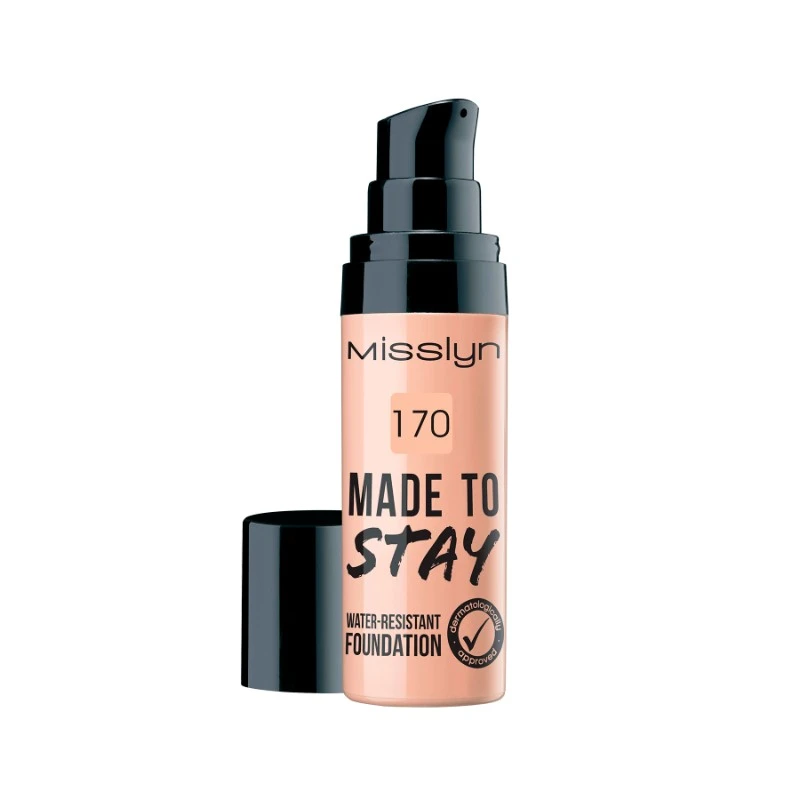 Misslyn
170
MADE TO
STAY
WATER-RESISTANT
FOUNDATION
dermatologically
approved